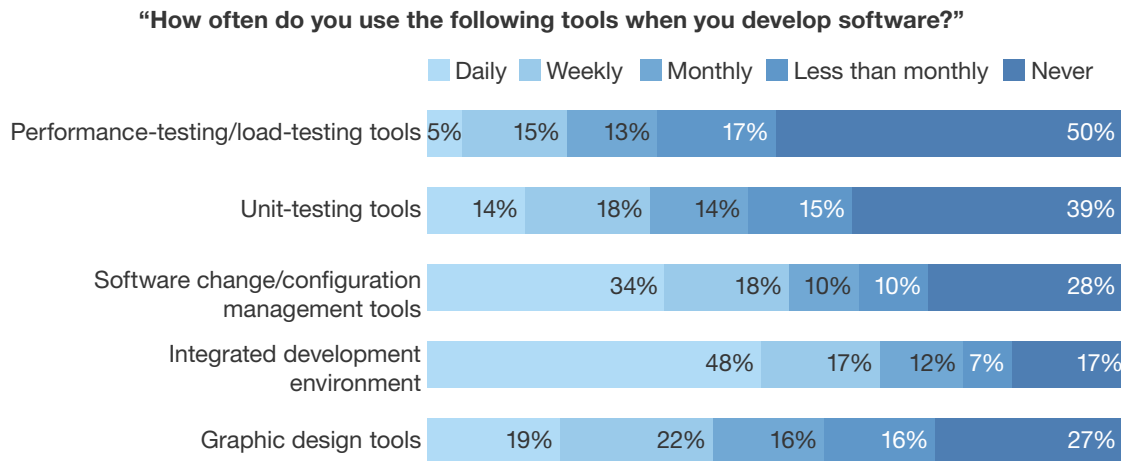 “How often do you use the following tools when you develop software?”
Daily Weekly Monthly Less than monthly Never
Performance-testing/load-testing tools 5% 15% 13% 17% 50%
Unit-testing tools 14% 18% 14% 15% 39%
Software change/configuration
management tools 34% 18% 10% 10% 28%
Integrated development
environment 48% 17% 12% 7% 17%
Graphic design tools 19% 22% 16% 16% 27%